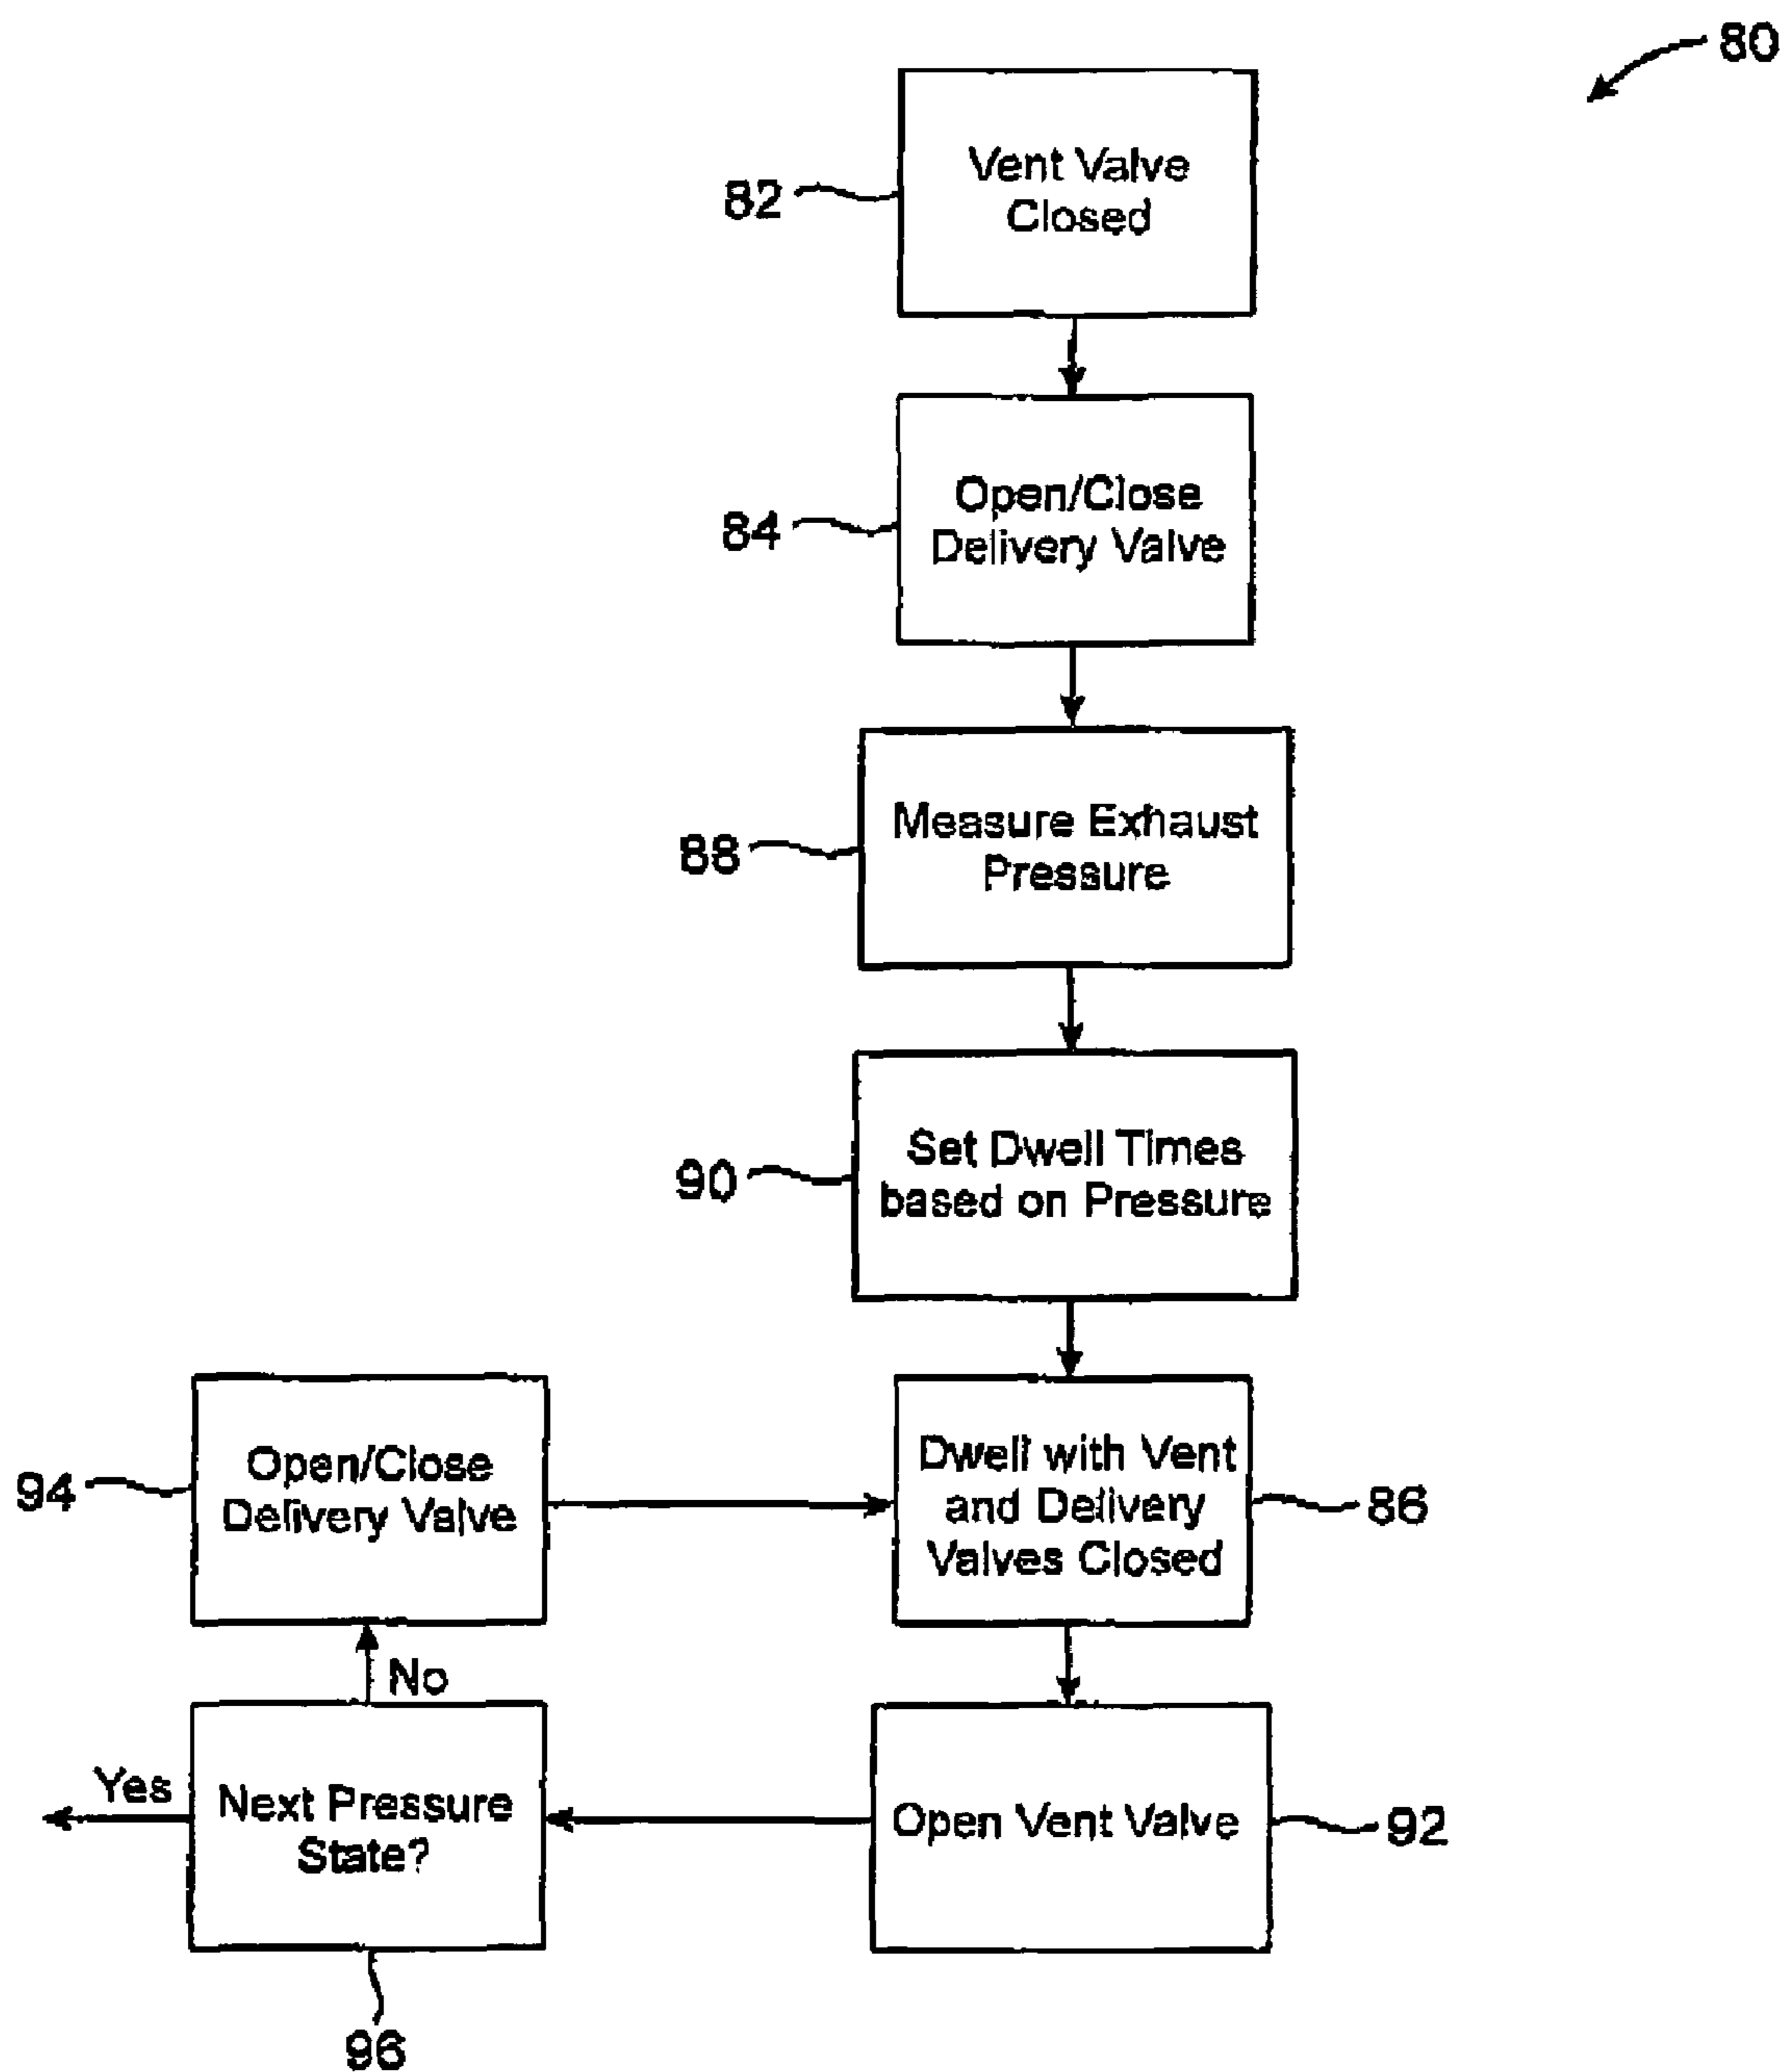 80
Vent Valve
Closed
82
Open/Close
Delivery Valve
84
Measure Exhaust
Pressure
88
Set Dwell Times
based on Pressure
90
Open/Close
Delivery Valve
94
Dwell with Vent
and Delivery
Valves Closed
86
No
Yes
Next Pressure
State?
96
Open Vent Valve
92